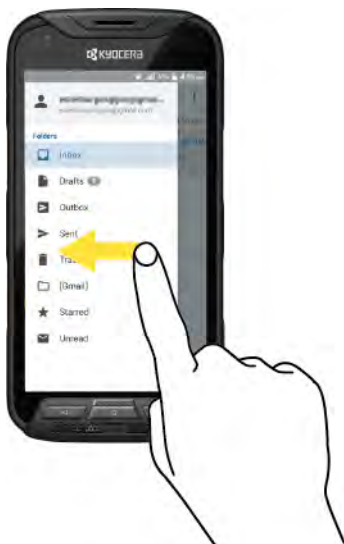 KYOCERA
Folders
Inbox
Drafts
Outbox
Sent
[Gmail]
Starred
Unread